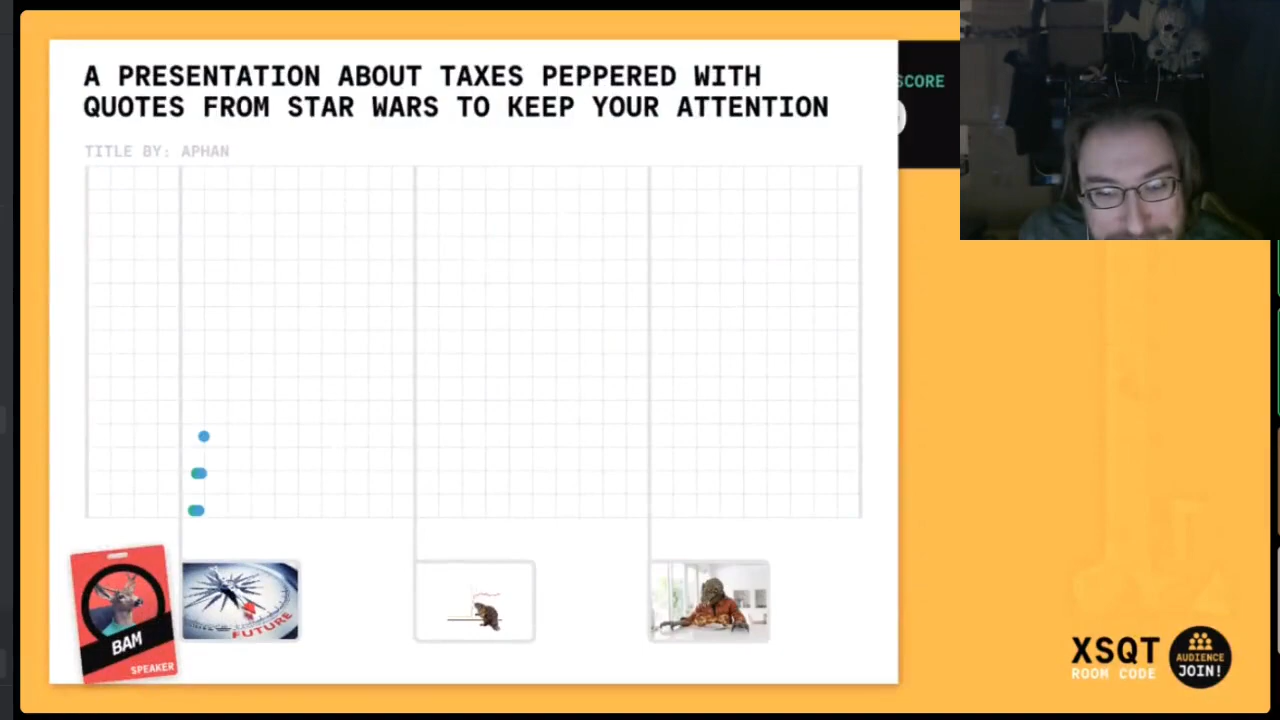 A PRESENTATION ABOUT TAXES PEPPERED WITH
QUOTES FROM STAR WARS TO KEEP YOUR ATTENTION
TITLE BY: APHAN
SCORE
FUTURE
BAM
SPEAKER
XSQT
ROOM CODE
AUDIENCE
JOIN!